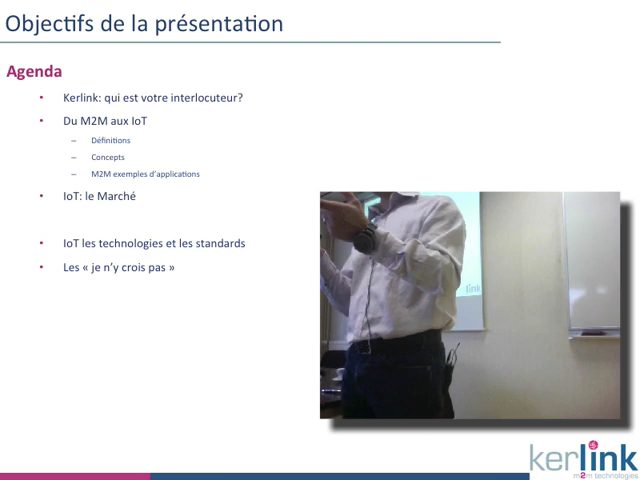 Objectifs de la présentation
Agenda
• Kerlink: qui est votre interlocuteur?
• Du M2M aux IoT
– Définitions
– Concepts
– M2M exemples d'applications
• IoT: le Marché
• IoT les technologies et les standards
• Les « je n'y crois pas »
link
kerlink
m2m technologies